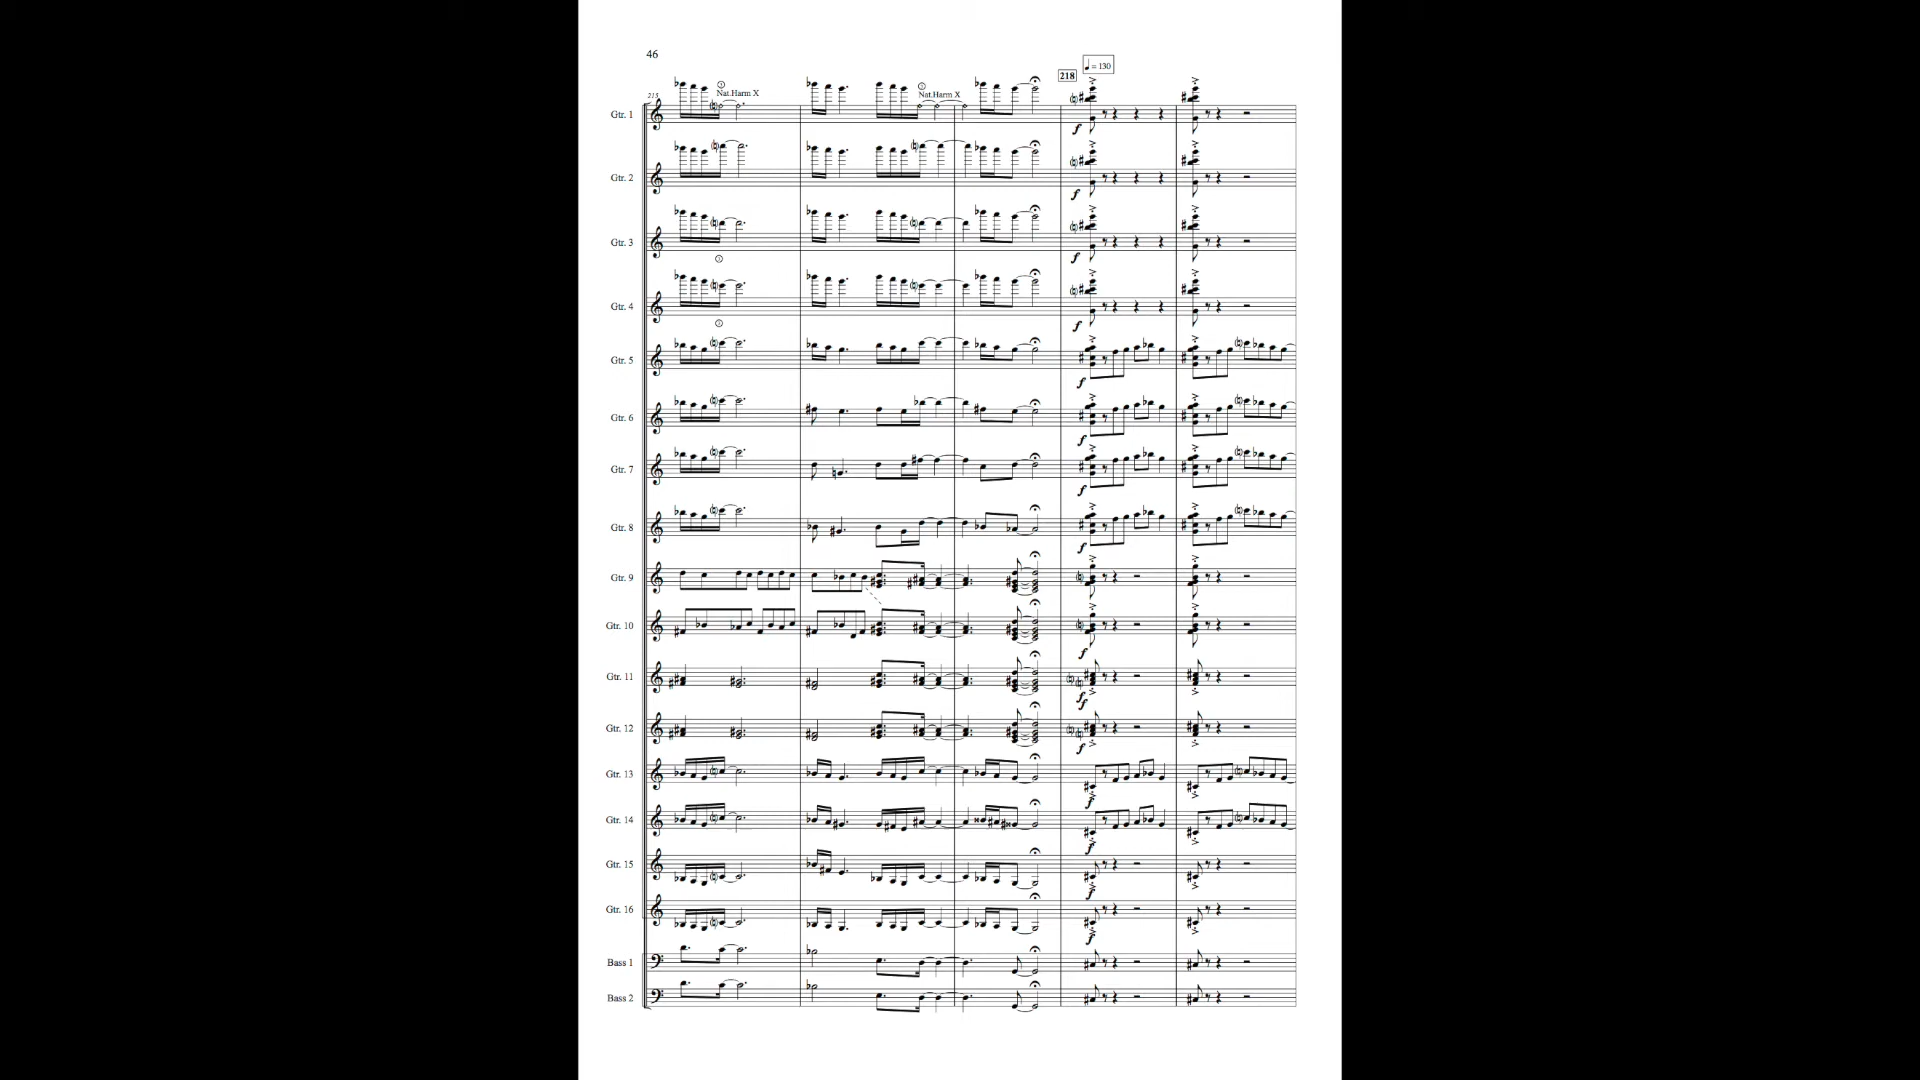 46
218
♩ = 130
215
Nat.Harm X
Nat.Harm X
Gtr. 1
f
Gtr. 2
f
Gtr. 3
f
Gtr. 4
f
Gtr. 5
f
Gtr. 6
f
Gtr. 7
f
Gtr. 8
f
Gtr. 9
f
Gtr. 10
f
Gtr. 11
f
Gtr. 12
f
Gtr. 13
f
Gtr. 14
f
Gtr. 15
f
Gtr. 16
f
Bass 1
Bass 2